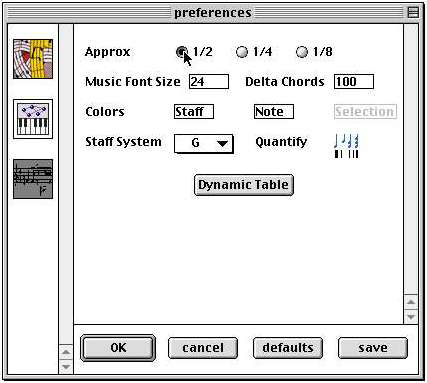 preferences
Approx 1/2 1/4 1/8
Music Font Size 24 Delta Chords 100
Colors Staff Note Selection
Staff System G Quantify
Dynamic Table
OK cancel defaults save